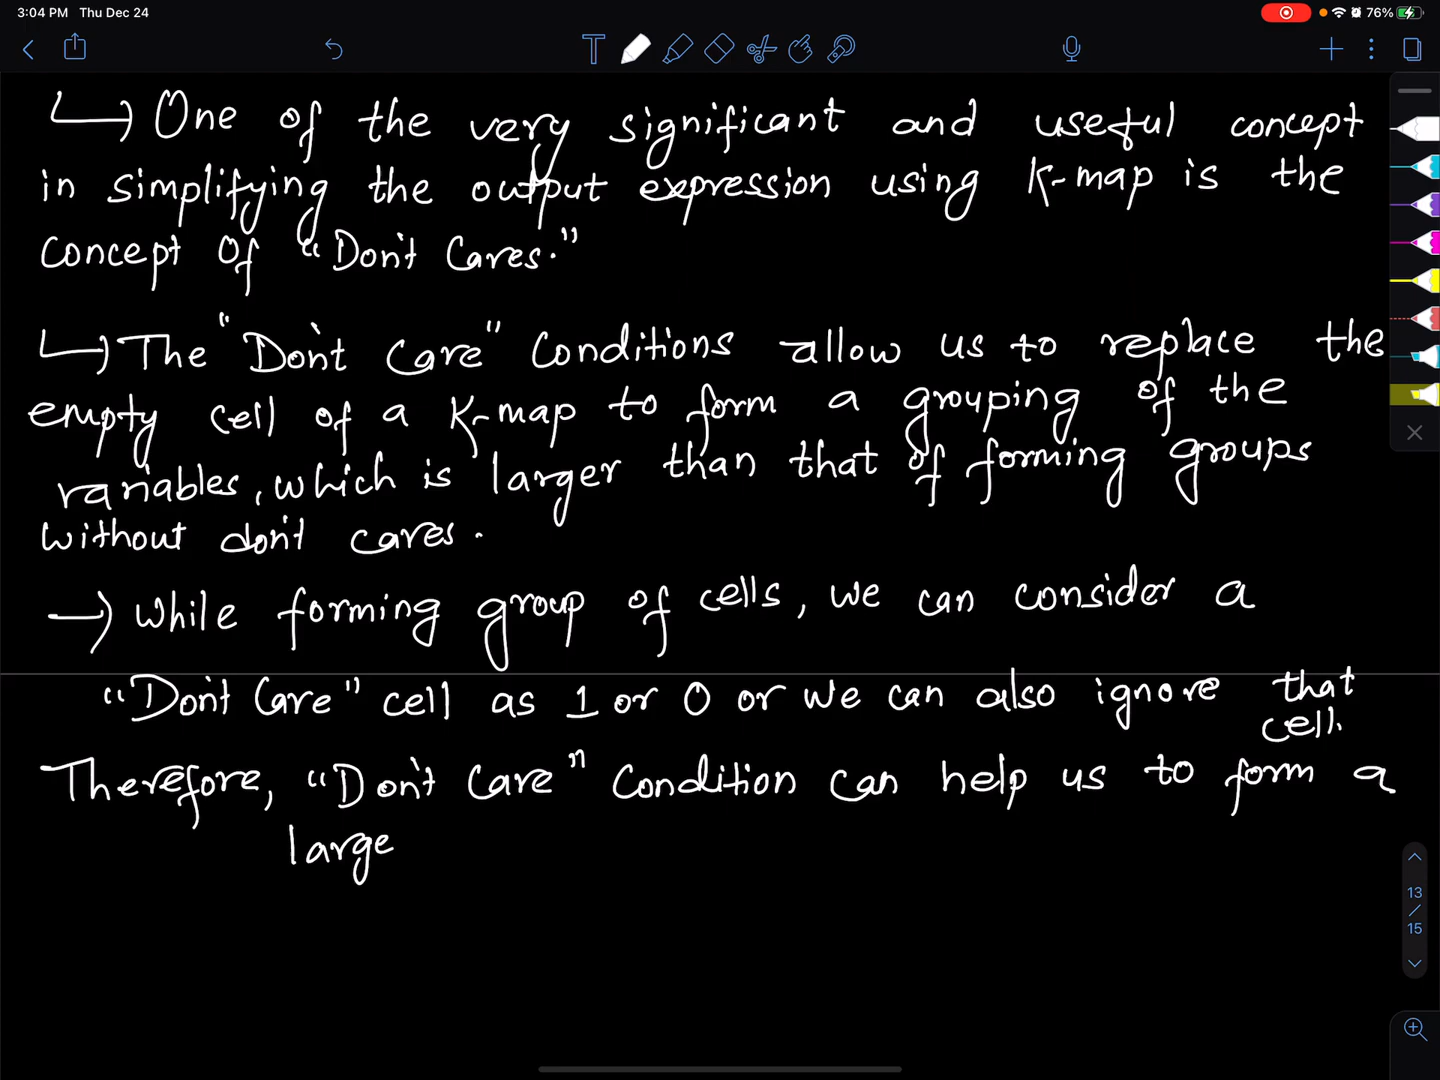 3:04 PM Thu Dec 24
76%
↳ One of the very significant and useful concept
in simplifying the output expression using K-map is the
concept of "Don't Cares."
↳ The "Don't Care" Conditions allow us to replace the
empty cell of a K-map to form a grouping of the
variables, which is larger than that of forming groups
without don't cares.
→ While forming group of cells, we can consider a
"Don't Care" cell as 1 or 0 or we can also ignore that
cell.
Therefore, "Don't Care" Condition can help us to form a
large
13
/
15